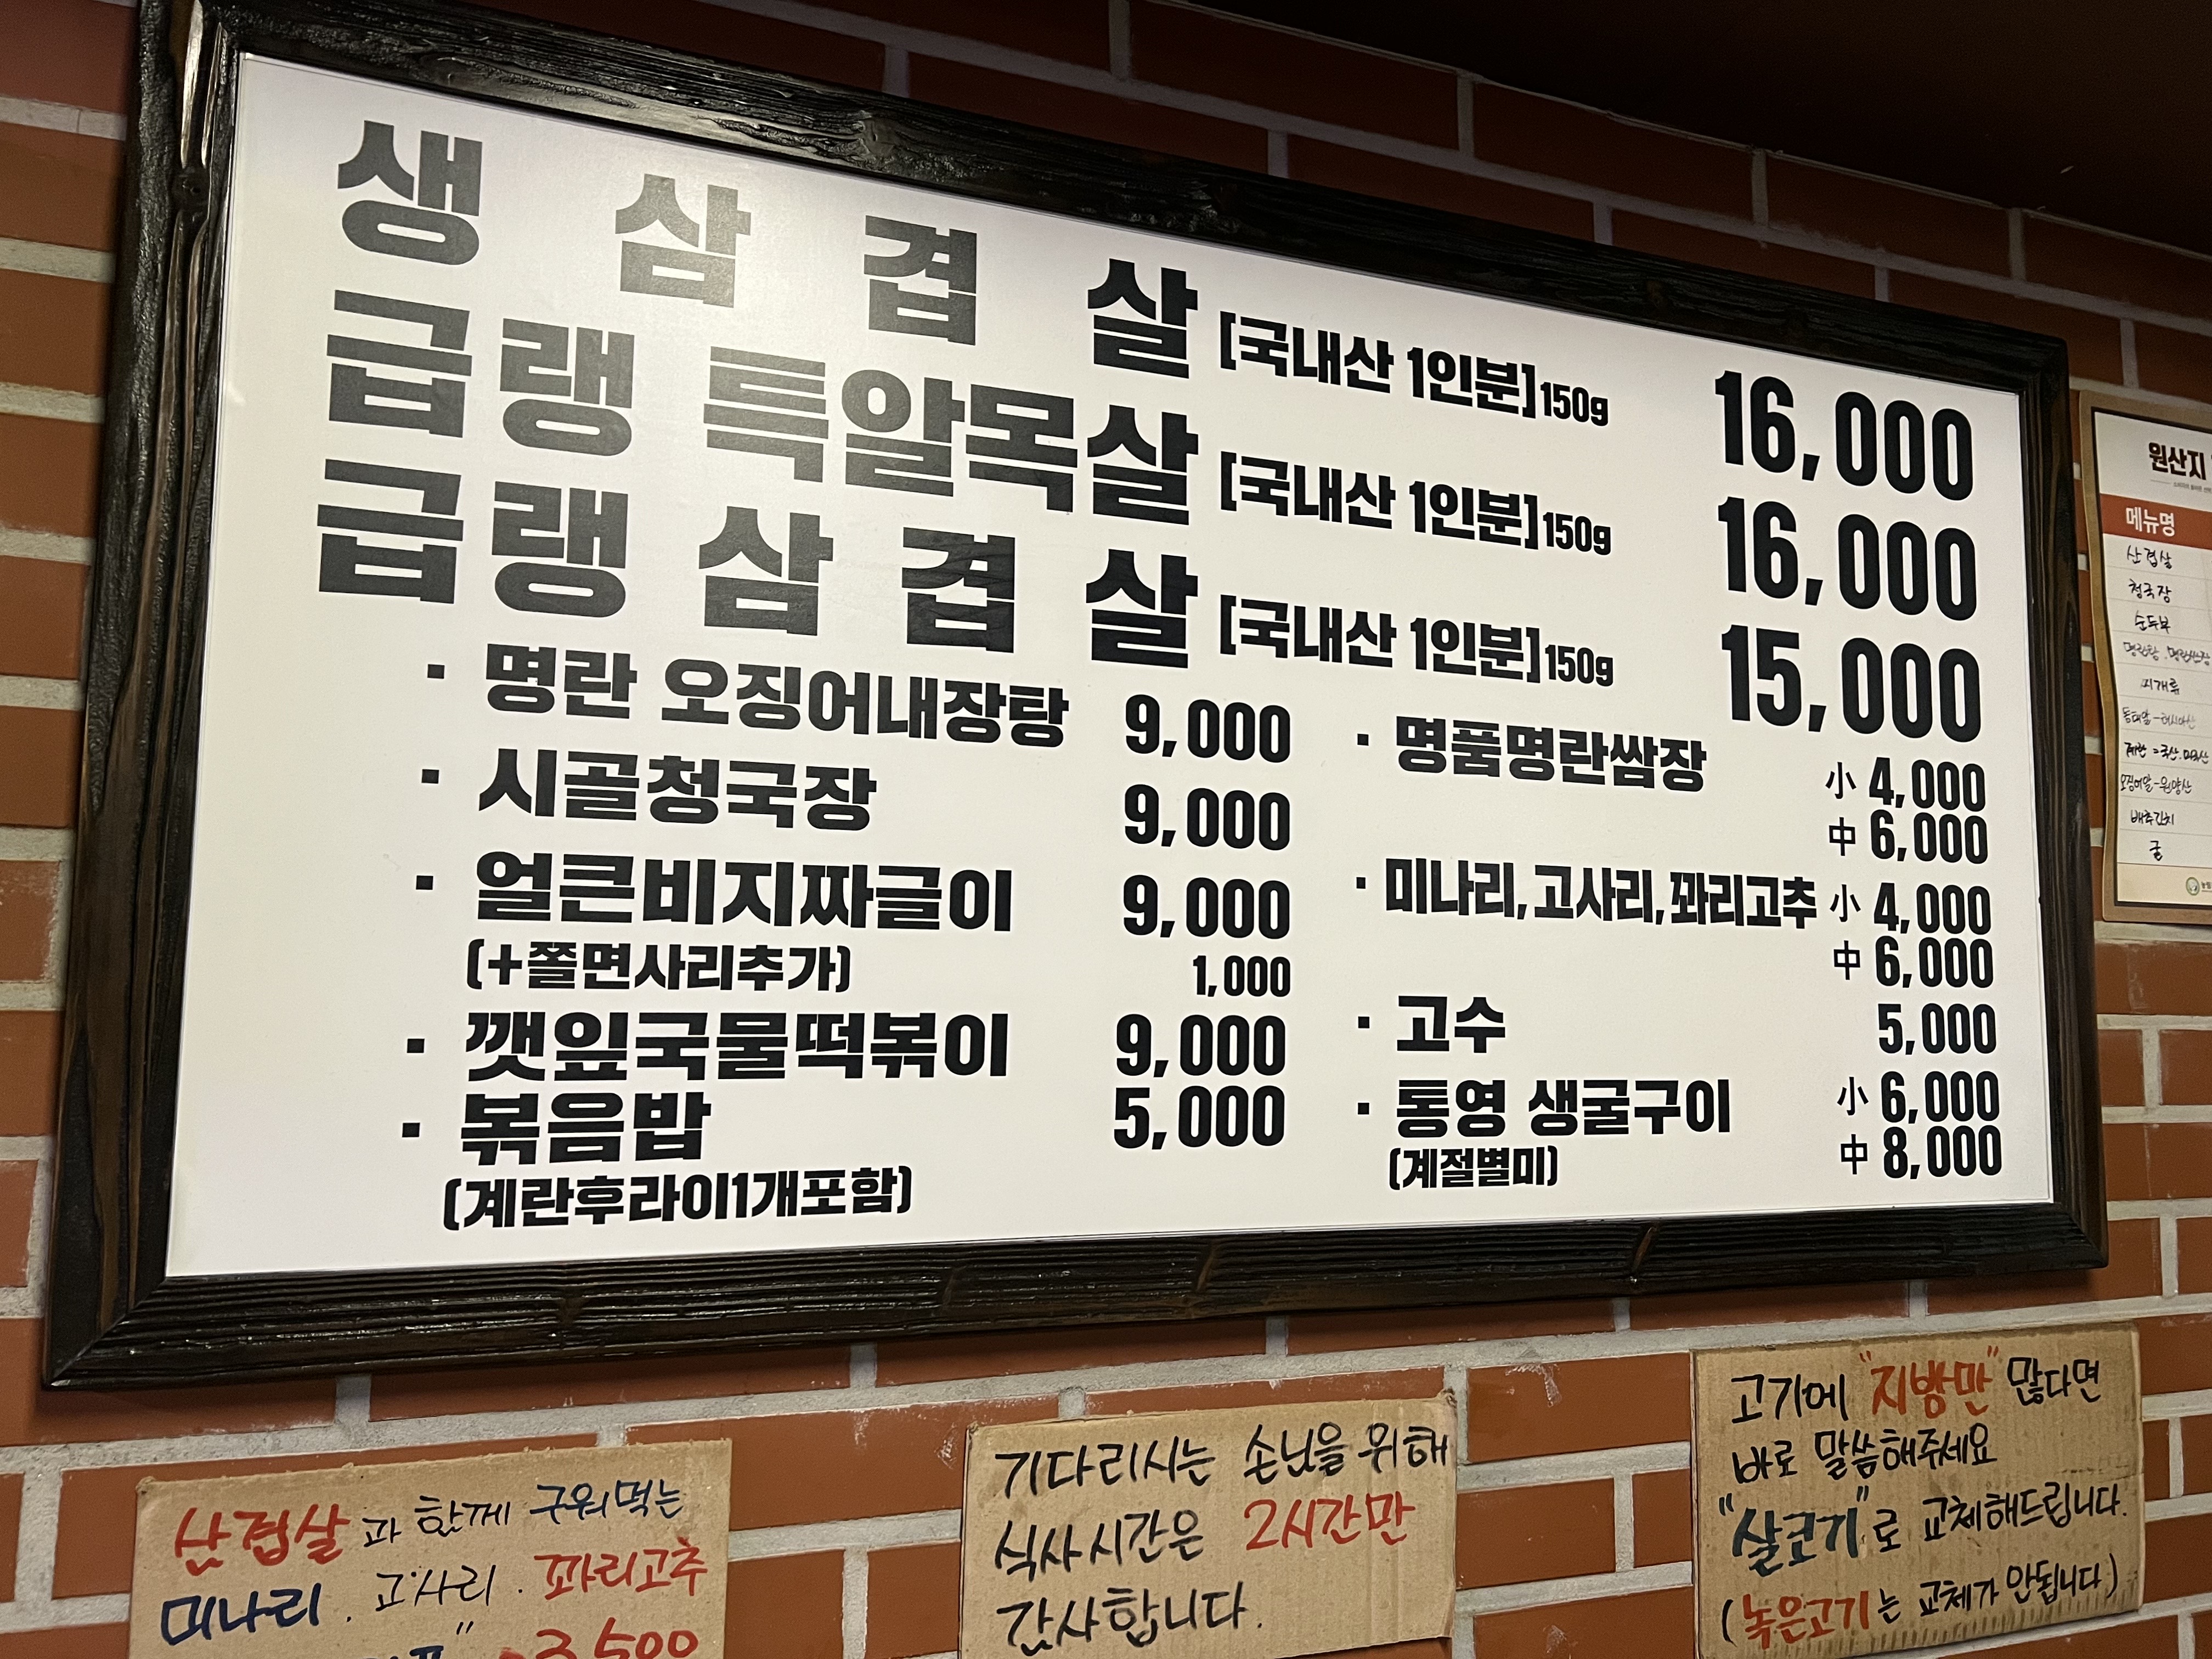 생 삼 겹 살 [국내산 1인분]150g 16,000
급랭 특알목살 [국내산 1인분]150g 16,000
급랭 삼 겹 살 [국내산 1인분]150g 15,000
· 명란 오징어내장탕 9,000
· 시골청국장 9,000
· 얼큰비지짜글이 9,000
(+쫄면사리추가) 1,000
· 깻잎국물떡볶이 9,000
· 볶음밥 5,000
(계란후라이1개포함)
· 명품명란쌈장 小 4,000
中 6,000
· 미나리,고사리,꽈리고추 小 4,000
中 6,000
· 고수 5,000
· 통영 생굴구이 小 6,000
(계절별미) 中 8,000
원산지
메뉴명
삼겹살
청국장
순두부
찌개류
배추김치
굴
삼겹살과 함께 구워먹는
미나리. 고사리. 꽈리고추
3,500
기다리시는 손님을 위해
식사시간은 2시간만
감사합니다.
고기에 "지방만" 많다면
바로 말씀해주세요
"살코기"로 교체해드립니다.
(녹은고기는 교체가 안됩니다)